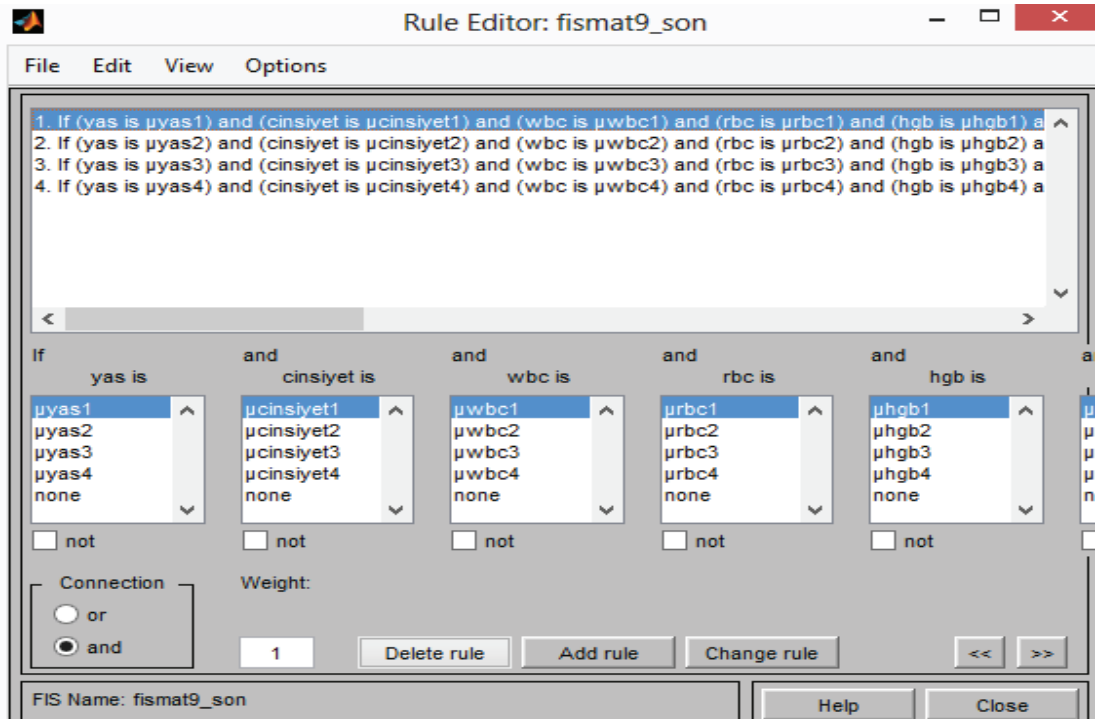 Rule Editor: fismat9_son
File Edit View Options
1. If (yas is µyas1) and (cinsiyet is µcinsiyet1) and (wbc is µwbc1) and (rbc is µrbc1) and (hgb is µhgb1) a
2. If (yas is µyas2) and (cinsiyet is µcinsiyet2) and (wbc is µwbc2) and (rbc is µrbc2) and (hgb is µhgb2) a
3. If (yas is µyas3) and (cinsiyet is µcinsiyet3) and (wbc is µwbc3) and (rbc is µrbc3) and (hgb is µhgb3) a
4. If (yas is µyas4) and (cinsiyet is µcinsiyet4) and (wbc is µwbc4) and (rbc is µrbc4) and (hgb is µhgb4) a
If and and and and a
yas is cinsiyet is wbc is rbc is hgb is
µyas1 µcinsiyet1 µwbc1 µrbc1 µhgb1 µ
µyas2 µcinsiyet2 µwbc2 µrbc2 µhgb2 µ
µyas3 µcinsiyet3 µwbc3 µrbc3 µhgb3 µ
µyas4 µcinsiyet4 µwbc4 µrbc4 µhgb4 µ
none none none none none n
not not not not not
Connection Weight:
or
and 1 Delete rule Add rule Change rule << >>
FIS Name: fismat9_son Help Close